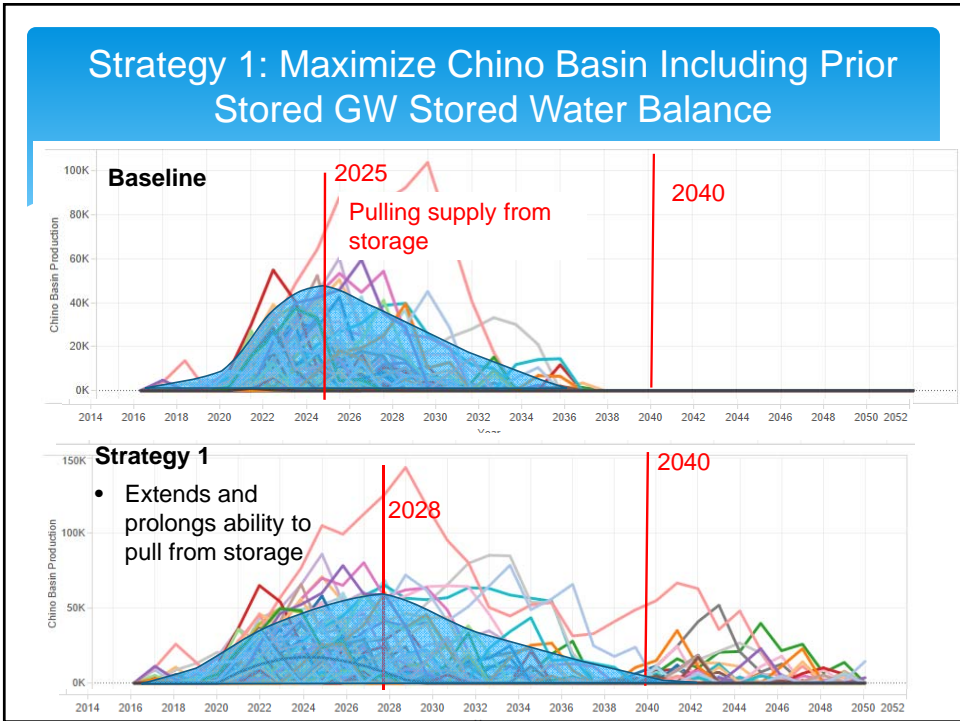 Strategy 1: Maximize Chino Basin Including Prior
Stored GW Stored Water Balance
Baseline
2025
Pulling supply from
storage
2040
Chino Basin Production
100K
80K
60K
40K
20K
0K
2014 2016 2018 2020 2022 2024 2026 2028 2030 2032 2034 2036 2038 2040 2042 2044 2046 2048 2050 2052
Year
Strategy 1
• Extends and
prolongs ability to
pull from storage
2028
2040
Chino Basin Production
150K
100K
50K
0K
2014 2016 2018 2020 2022 2024 2026 2028 2030 2032 2034 2036 2038 2040 2042 2044 2046 2048 2050 2052